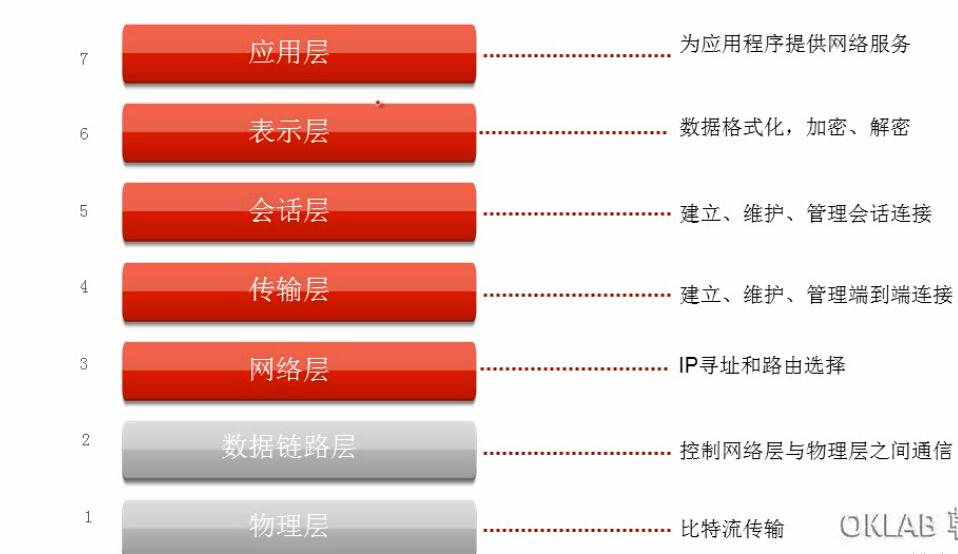 7 应用层 为应用程序提供网络服务
6 表示层 数据格式化，加密、解密
5 会话层 建立、维护、管理会话连接
4 传输层 建立、维护、管理端到端连接
3 网络层 IP寻址和路由选择
2 数据链路层 控制网络层与物理层之间通信
1 物理层 比特流传输
OKLAB